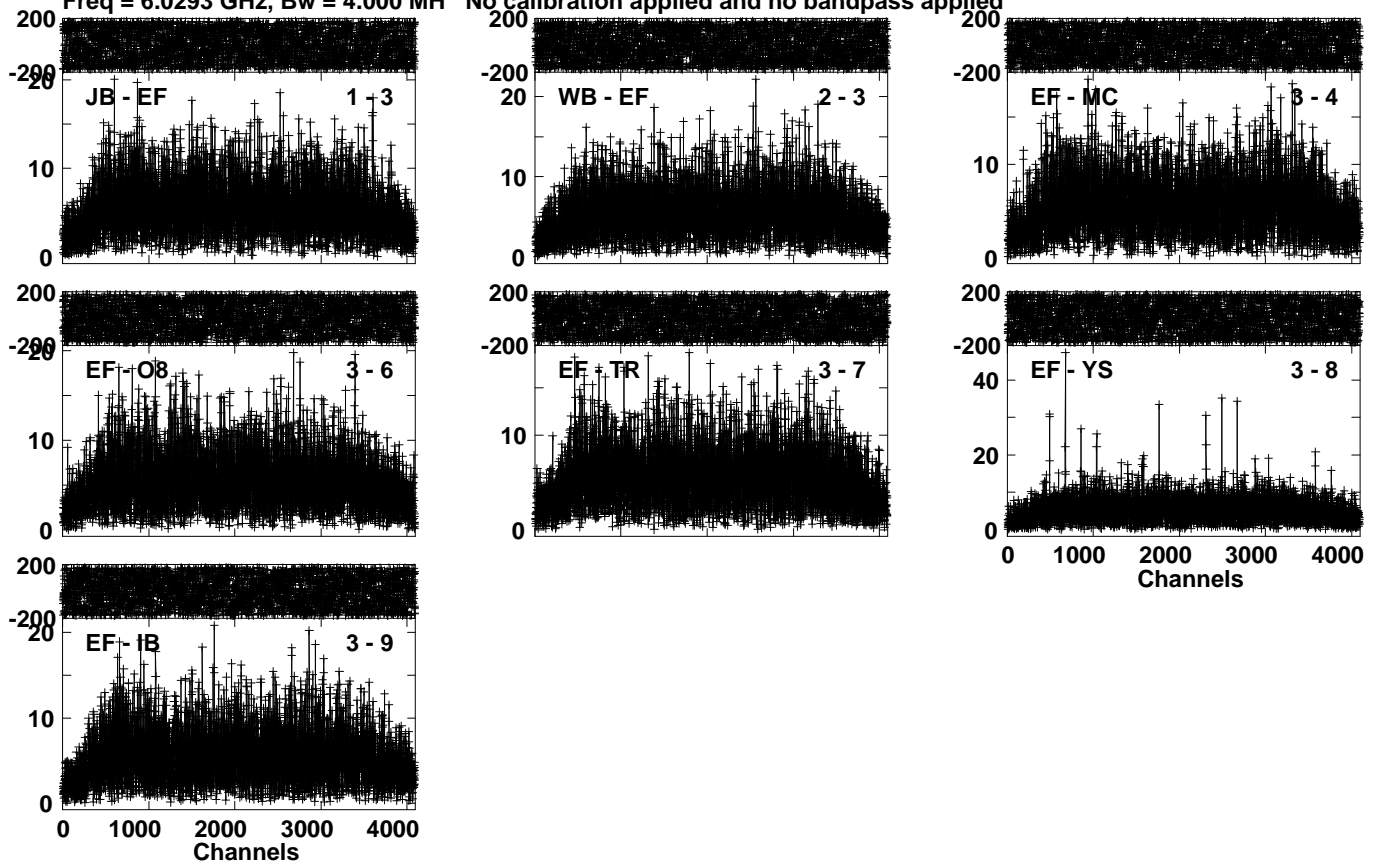 Freq = 6.0293 GHz, Bw = 4.000 MH No calibration applied and no bandpass applied
200 200 200
-200 -200 -200
20 JB - EF 1 - 3 20 WB - EF 2 - 3 EF - MC 3 - 4
10 10 10
0 0 0
200 200 200
-200 -200 -200
20 EF - O8 3 - 6 EF - TR 3 - 7 40 EF - YS 3 - 8
10 10 20
0 0 0
0 1000 2000 3000 4000
Channels
200
-200
20 EF - IB 3 - 9
10
0
0 1000 2000 3000 4000
Channels